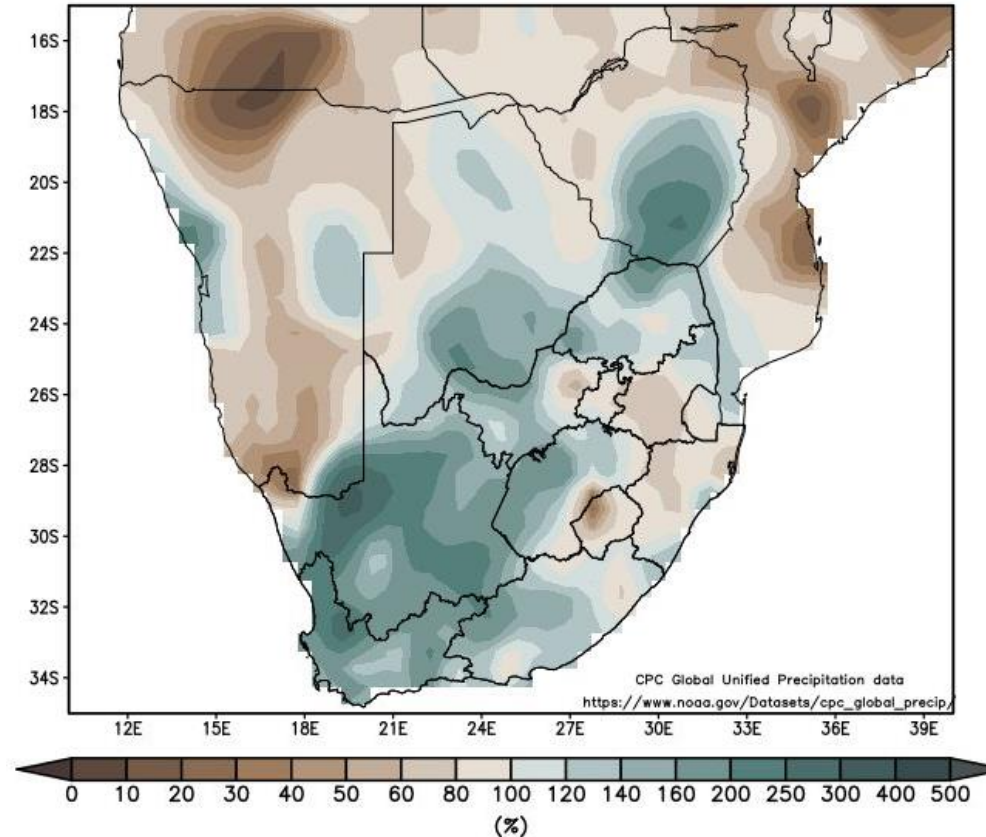 16S
18S
20S
22S
24S
26S
28S
30S
32S
34S
CPC Global Unified Precipitation data
https://www.noaa.gov/Datasets/cpc_global_precip/
12E 15E 18E 21E 24E 27E 30E 33E 36E 39E
0 10 20 30 40 50 60 80 100 120 140 160 200 250 300 400 500
(%)